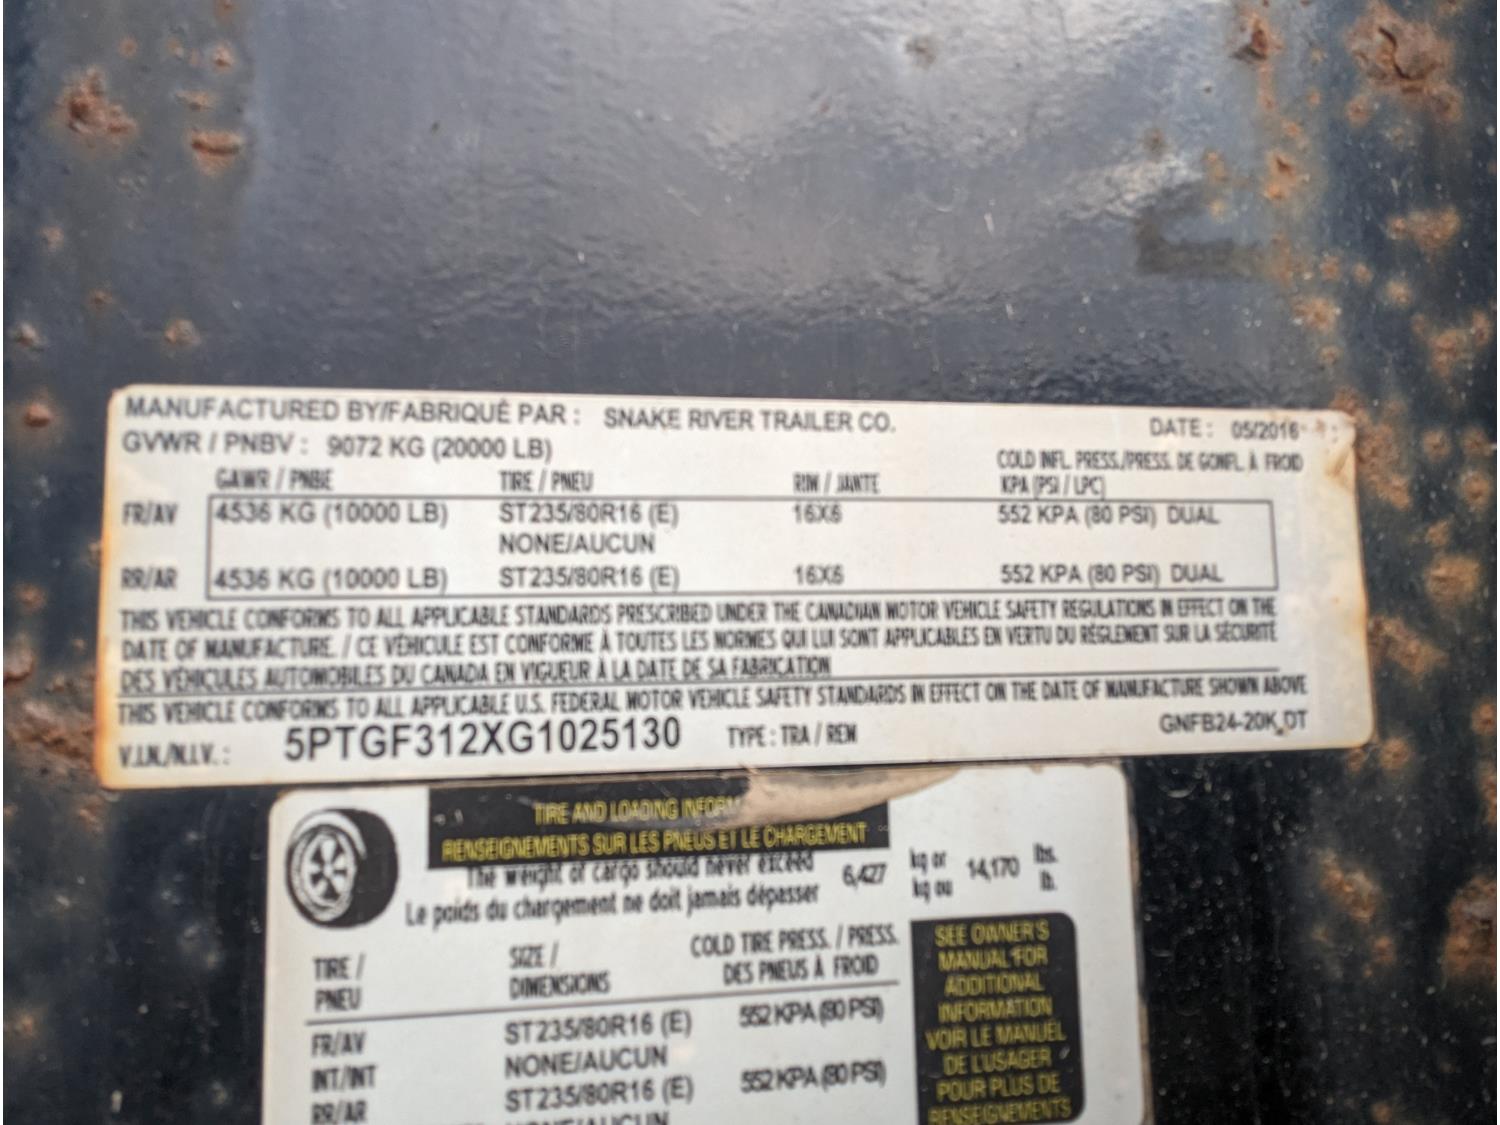 MANUFACTURED BY/FABRIQUÉ PAR : SNAKE RIVER TRAILER CO. DATE : 05/2016
GVWR / PNBV : 9072 KG (20000 LB)
GAWR / PNBE TIRE / PNEU RIM / JANTE COLD INFL. PRESS./PRESS. DE GONFL. À FROID
KPA (PSI / LPC)
FR/AV 4536 KG (10000 LB) ST235/80R16 (E) 16X6 552 KPA (80 PSI) DUAL
NONE/AUCUN
RR/AR 4536 KG (10000 LB) ST235/80R16 (E) 16X6 552 KPA (80 PSI) DUAL
THIS VEHICLE CONFORMS TO ALL APPLICABLE STANDARDS PRESCRIBED UNDER THE CANADIAN MOTOR VEHICLE SAFETY REGULATIONS IN EFFECT ON THE
DATE OF MANUFACTURE. / CE VÉHICULE EST CONFORME À TOUTES LES NORMES QUI LUI SONT APPLICABLES EN VERTU DU RÉGLEMENT SUR LA SÉCURITÉ
DES VÉHICULES AUTOMOBILES DU CANADA EN VIGUEUR À LA DATE DE SA FABRICATION
THIS VEHICLE CONFORMS TO ALL APPLICABLE U.S. FEDERAL MOTOR VEHICLE SAFETY STANDARDS IN EFFECT ON THE DATE OF MANUFACTURE SHOWN ABOVE
V.I.N./N.I.V. : 5PTGF312XG1025130 TYPE : TRA / REM GNFB24-20K_DT
TIRE AND LOADING
RENSEIGNEMENTS SUR LES PNEUS ET LE CHARGEMENT
The weight of cargo should never exceed 6,427 kg or 14,170 lbs.
Le poids du chargement ne doit jamais dépasser kg ou lb.
TIRE / SIZE / COLD TIRE PRESS. / PRESS.
PNEU DIMENSIONS DES PNEUS À FROID
FR/AV ST235/80R16 (E) 552 KPA (80 PSI)
INT/INT NONE/AUCUN
RR/AR ST235/80R16 (E) 552 KPA (80 PSI)
NONE/AUCUN
SEE OWNER'S
MANUAL FOR
ADDITIONAL
INFORMATION
VOIR LE MANUEL
DE L'USAGER
POUR PLUS DE
RENSEIGNEMENTS